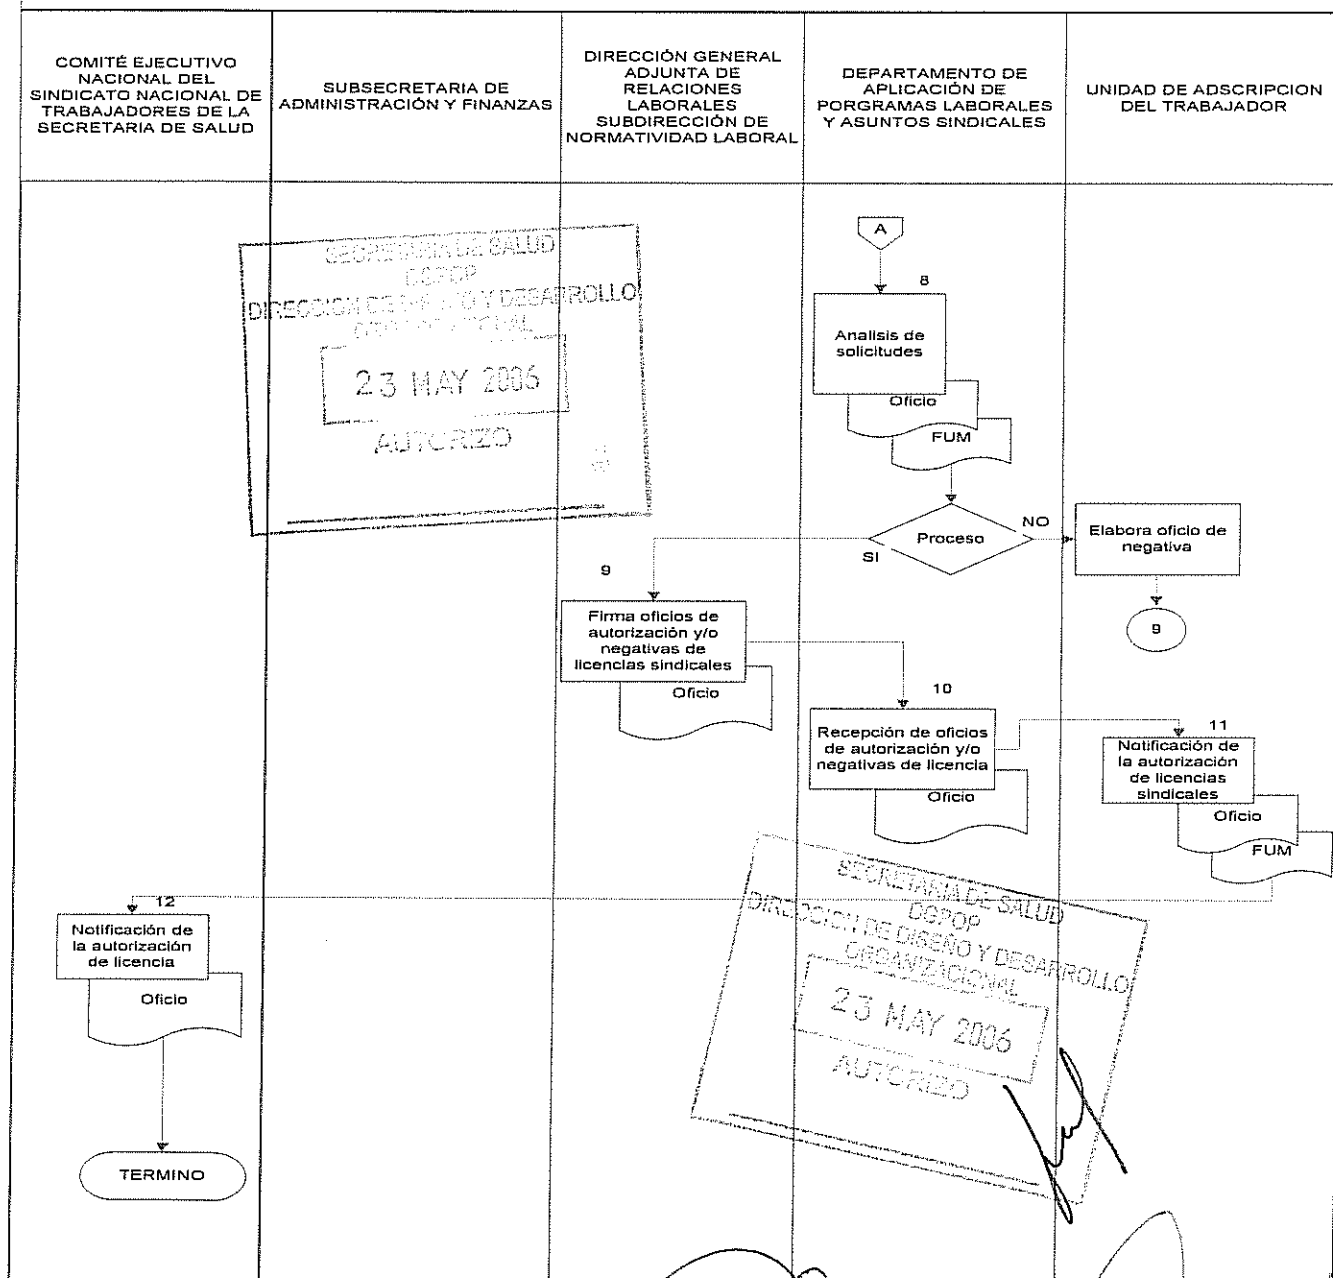 COMITÉ EJECUTIVO
NACIONAL DEL
SINDICATO NACIONAL DE
TRABAJADORES DE LA
SECRETARIA DE SALUD
SUBSECRETARIA DE
ADMINISTRACIÓN Y FINANZAS
DIRECCIÓN GENERAL
ADJUNTA DE
RELACIONES
LABORALES
SUBDIRECCIÓN DE
NORMATIVIDAD LABORAL
DEPARTAMENTO DE
APLICACIÓN DE
PORGRAMAS LABORALES
Y ASUNTOS SINDICALES
UNIDAD DE ADSCRIPCION
DEL TRABAJADOR
SECRETARIA DE SALUD
DGPOP
DIRECCION DE Y DESARROLLO
23 MAY 2006
AUTORIZO
A
8
Analisis de
solicitudes
Oficio
FUM
Proceso
NO
SI
Elabora oficio de
negativa
9
9
Firma oficios de
autorización y/o
negativas de
licencias sindicales
Oficio
10
Recepción de oficios
de autorización y/o
negativas de licencia
Oficio
11
Notificación de
la autorización
de licencias
sindicales
Oficio
FUM
12
Notificación de
la autorización
de licencia
Oficio
TERMINO
SECRETARIA DE SALUD
DGPOP
DIRECCION DE DISEÑO Y DESARROLLO
ORGANIZACIONAL
23 MAY 2006
AUTORIZO